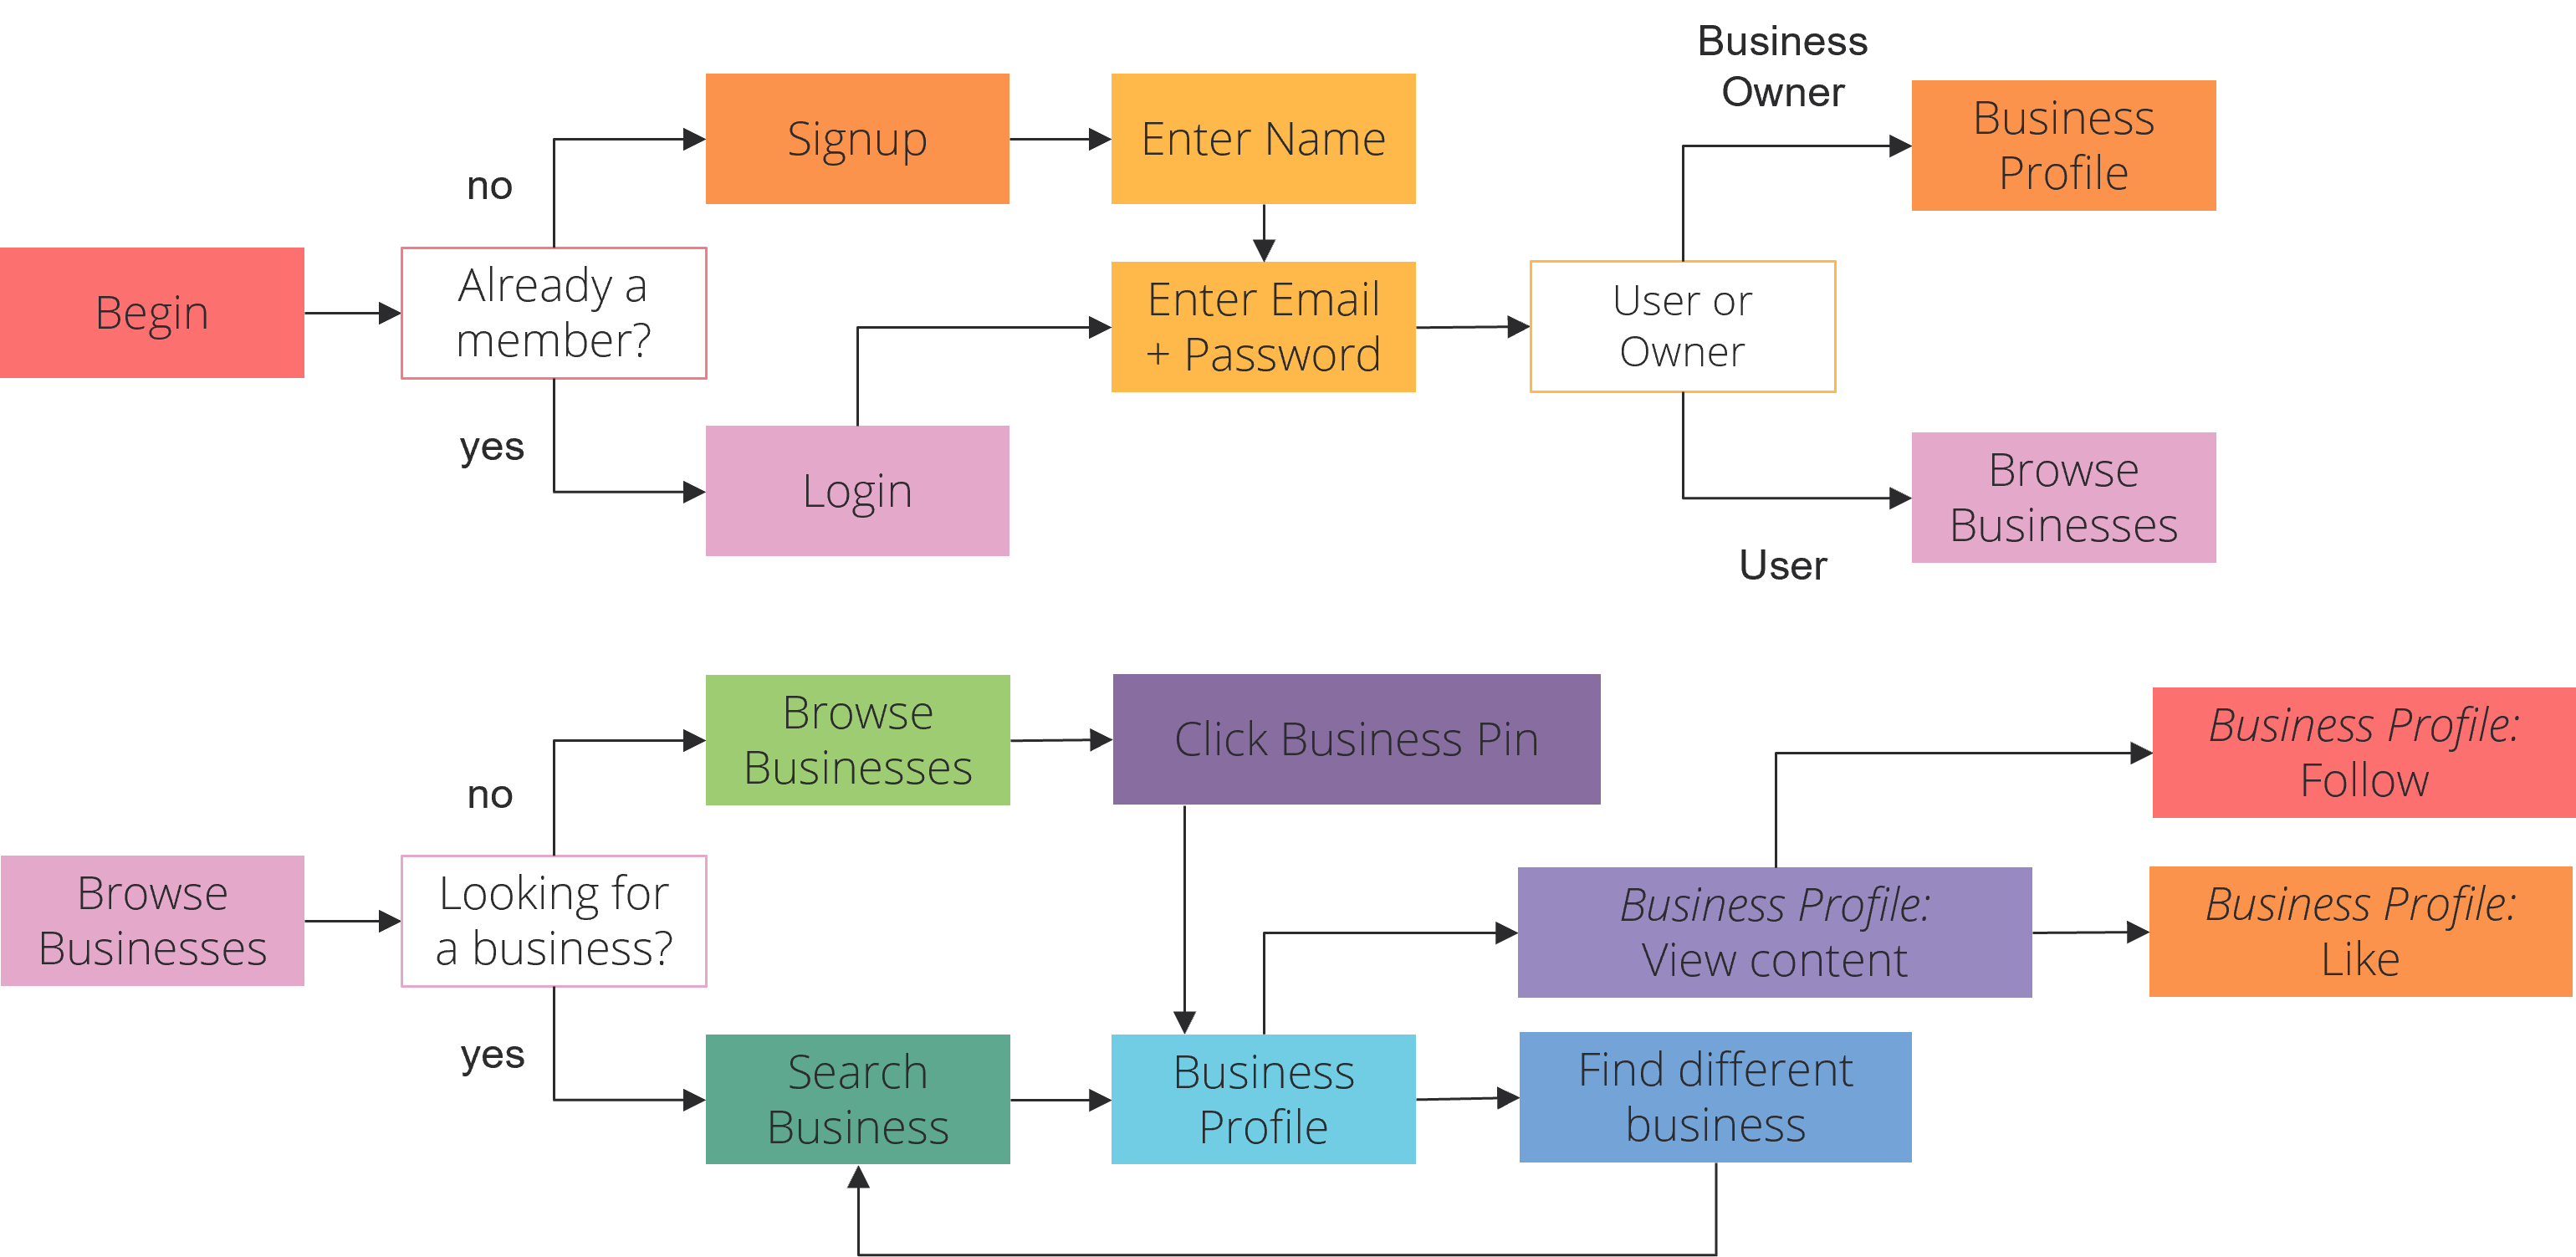 Business
Owner
Signup
Enter Name
Business
Profile
no
Begin
Already a
member?
Enter Email
+ Password
User or
Owner
yes
Login
Browse
Businesses
User
Browse
Businesses
Click Business Pin
Business Profile:
Follow
no
Browse
Businesses
Looking for
a business?
Business Profile:
View content
Business Profile:
Like
yes
Search
Business
Business
Profile
Find different
business